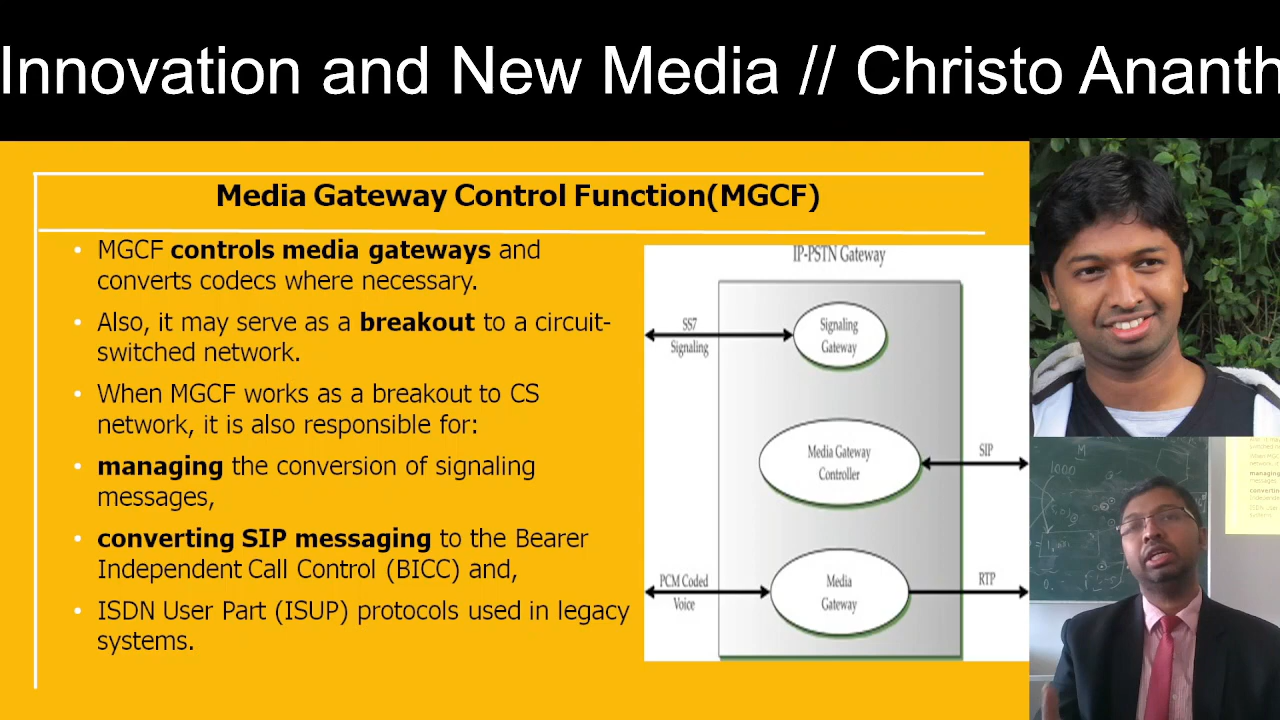 Innovation and New Media // Christo Ananth
Media Gateway Control Function(MGCF)
• MGCF controls media gateways and
converts codecs where necessary.
• Also, it may serve as a breakout to a circuit-
switched network.
• When MGCF works as a breakout to CS
network, it is also responsible for:
• managing the conversion of signaling
messages,
• converting SIP messaging to the Bearer
Independent Call Control (BICC) and,
• ISDN User Part (ISUP) protocols used in legacy
systems.
IP-PSTN Gateway
SS7
Signaling
Signaling
Gateway
Media Gateway
Controller
SIP
PCM Coded
Voice
Media
Gateway
RTP
1000